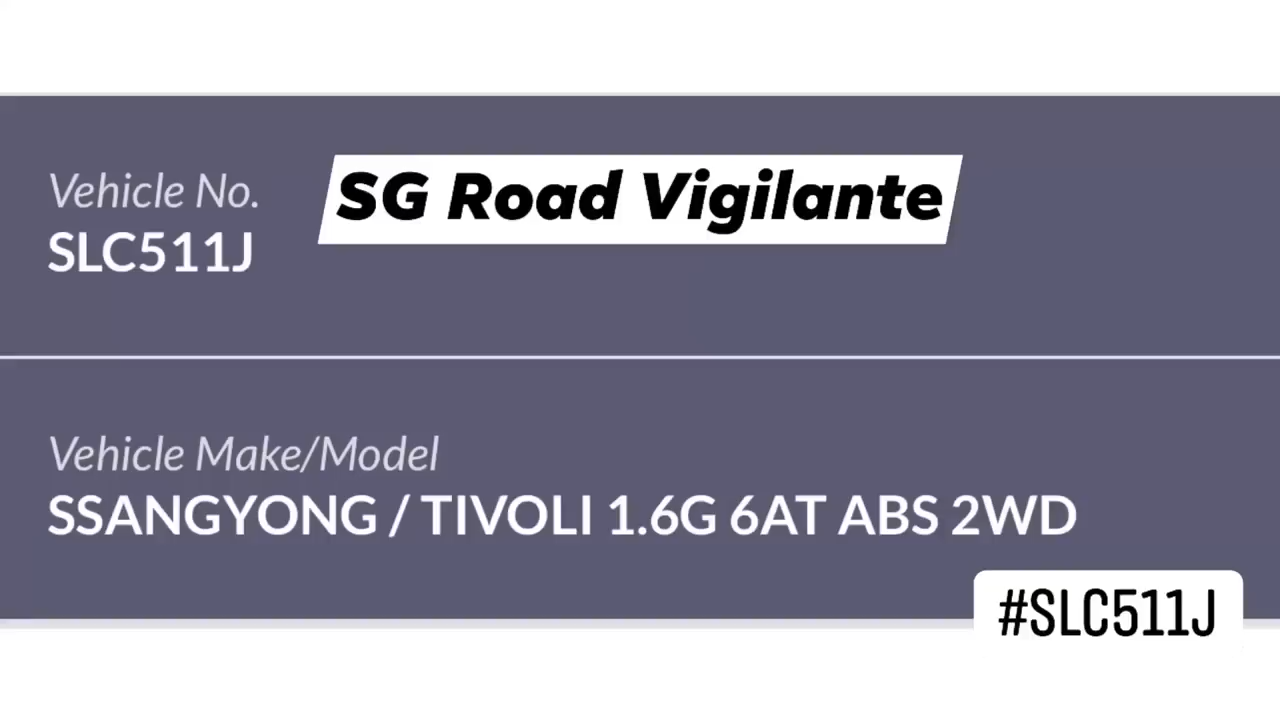 Vehicle No.
SG Road Vigilante
SLC511J
Vehicle Make/Model
SSANGYONG / TIVOLI 1.6G 6AT ABS 2WD
#SLC511J